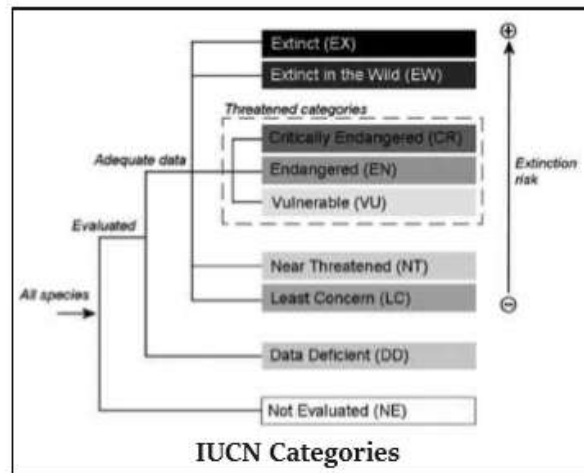 Extinct (EX)
Extinct in the Wild (EW)
Threatened categories
Critically Endangered (CR)
Adequate data
Endangered (EN)
Extinction
risk
Vulnerable (VU)
Evaluated
Near Threatened (NT)
All species
Least Concern (LC)
Data Deficient (DD)
Not Evaluated (NE)
IUCN Categories